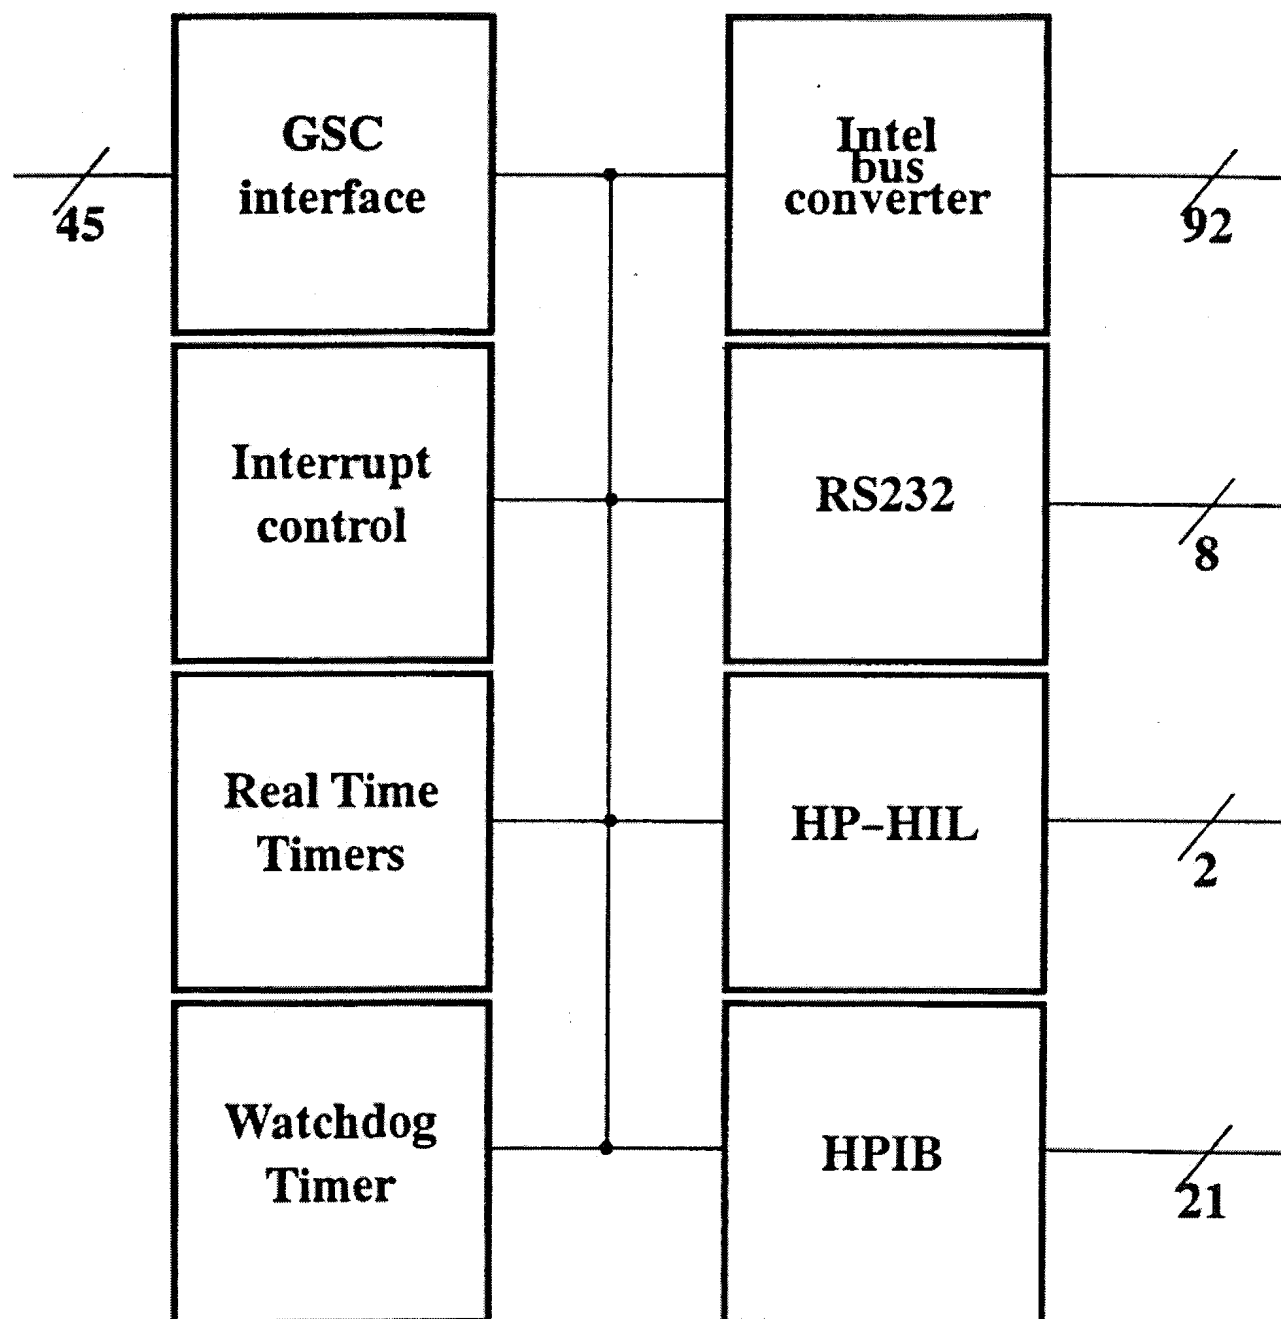 GSC
interface
45
Intel
bus
converter
92
Interrupt
control
RS232
8
Real Time
Timers
HP-HIL
2
Watchdog
Timer
HPIB
21